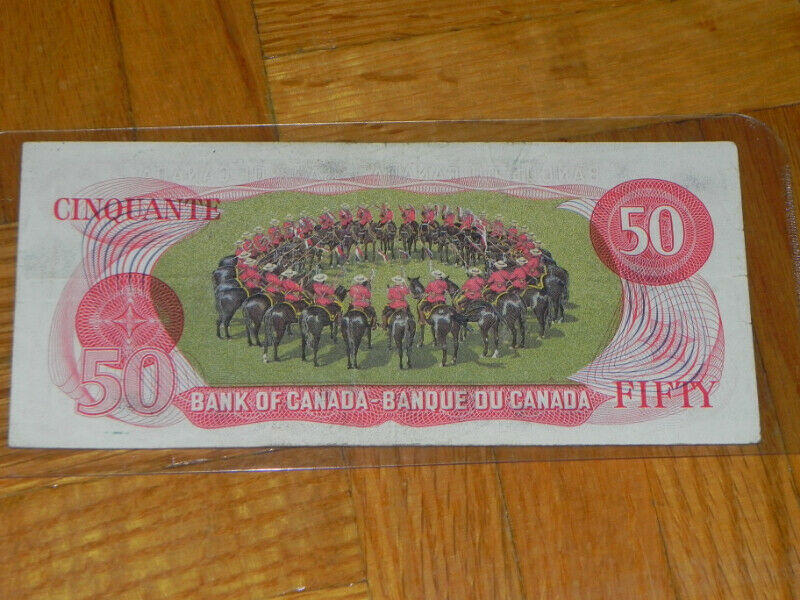 CINQUANTE
50
50
BANK OF CANADA - BANQUE DU CANADA
FIFTY